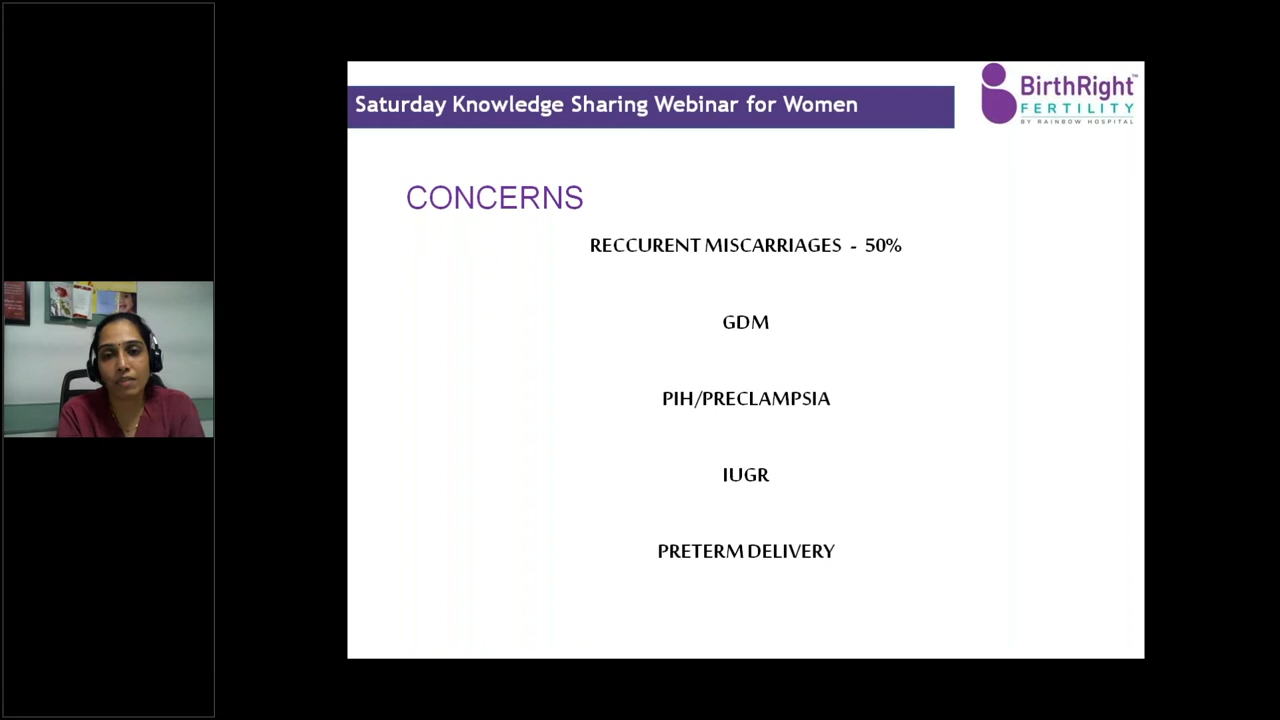 Saturday Knowledge Sharing Webinar for Women
BirthRight™
FERTILITY
BY RAINBOW HOSPITAL
CONCERNS
RECCURENT MISCARRIAGES - 50%
GDM
PIH/PRECLAMPSIA
IUGR
PRETERM DELIVERY